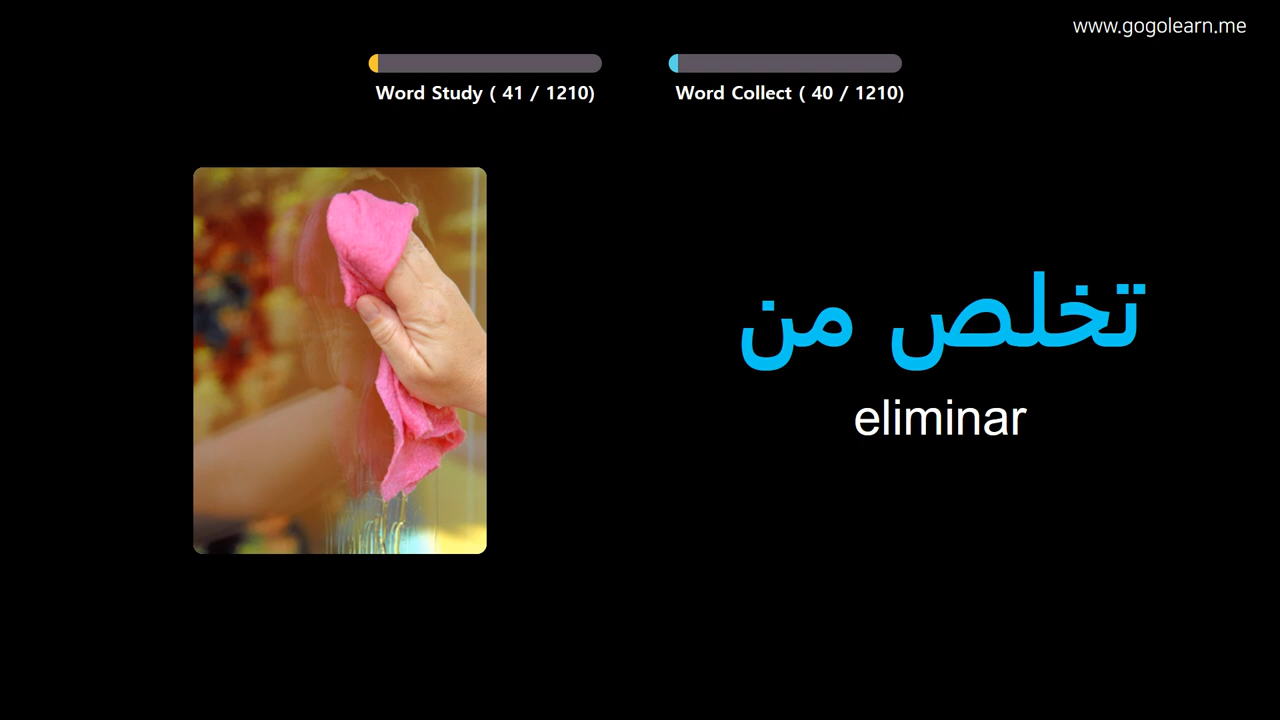 www.gogolearn.me
Word Study ( 41 / 1210)
Word Collect ( 40 / 1210)
تخلص من
eliminar